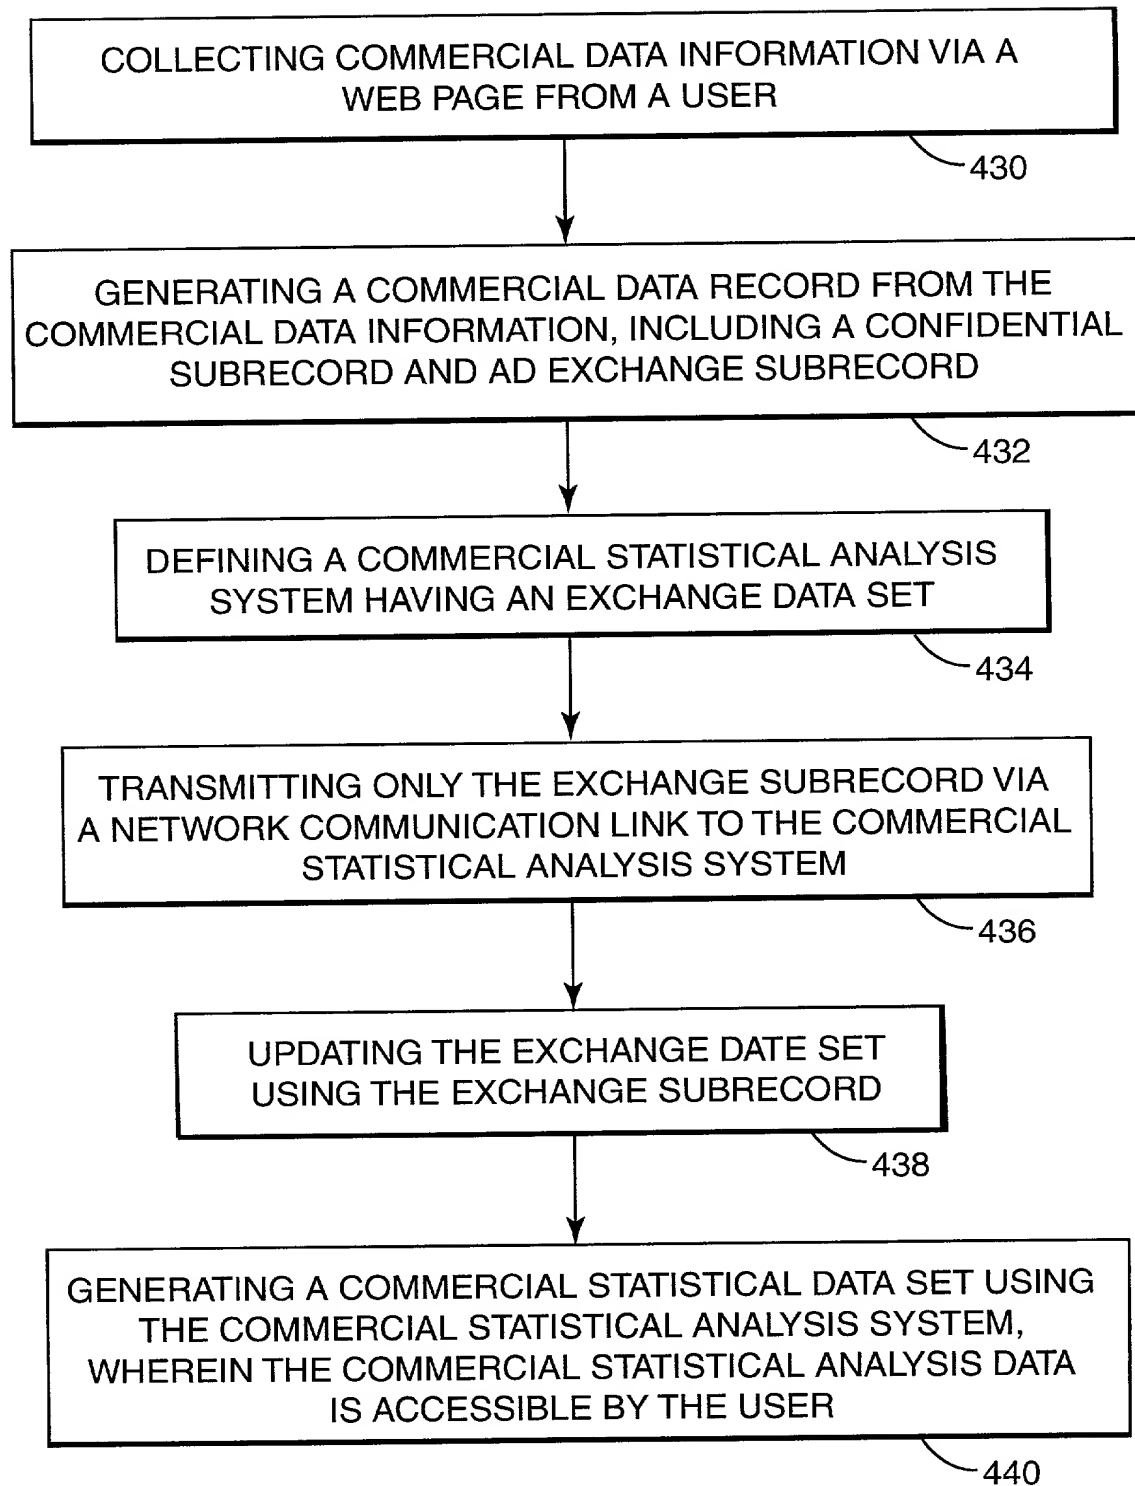 COLLECTING COMMERCIAL DATA INFORMATION VIA A
WEB PAGE FROM A USER
430
GENERATING A COMMERCIAL DATA RECORD FROM THE
COMMERCIAL DATA INFORMATION, INCLUDING A CONFIDENTIAL
SUBRECORD AND AD EXCHANGE SUBRECORD
432
DEFINING A COMMERCIAL STATISTICAL ANALYSIS
SYSTEM HAVING AN EXCHANGE DATA SET
434
TRANSMITTING ONLY THE EXCHANGE SUBRECORD VIA
A NETWORK COMMUNICATION LINK TO THE COMMERCIAL
STATISTICAL ANALYSIS SYSTEM
436
UPDATING THE EXCHANGE DATE SET
USING THE EXCHANGE SUBRECORD
438
GENERATING A COMMERCIAL STATISTICAL DATA SET USING
THE COMMERCIAL STATISTICAL ANALYSIS SYSTEM,
WHEREIN THE COMMERCIAL STATISTICAL ANALYSIS DATA
IS ACCESSIBLE BY THE USER
440